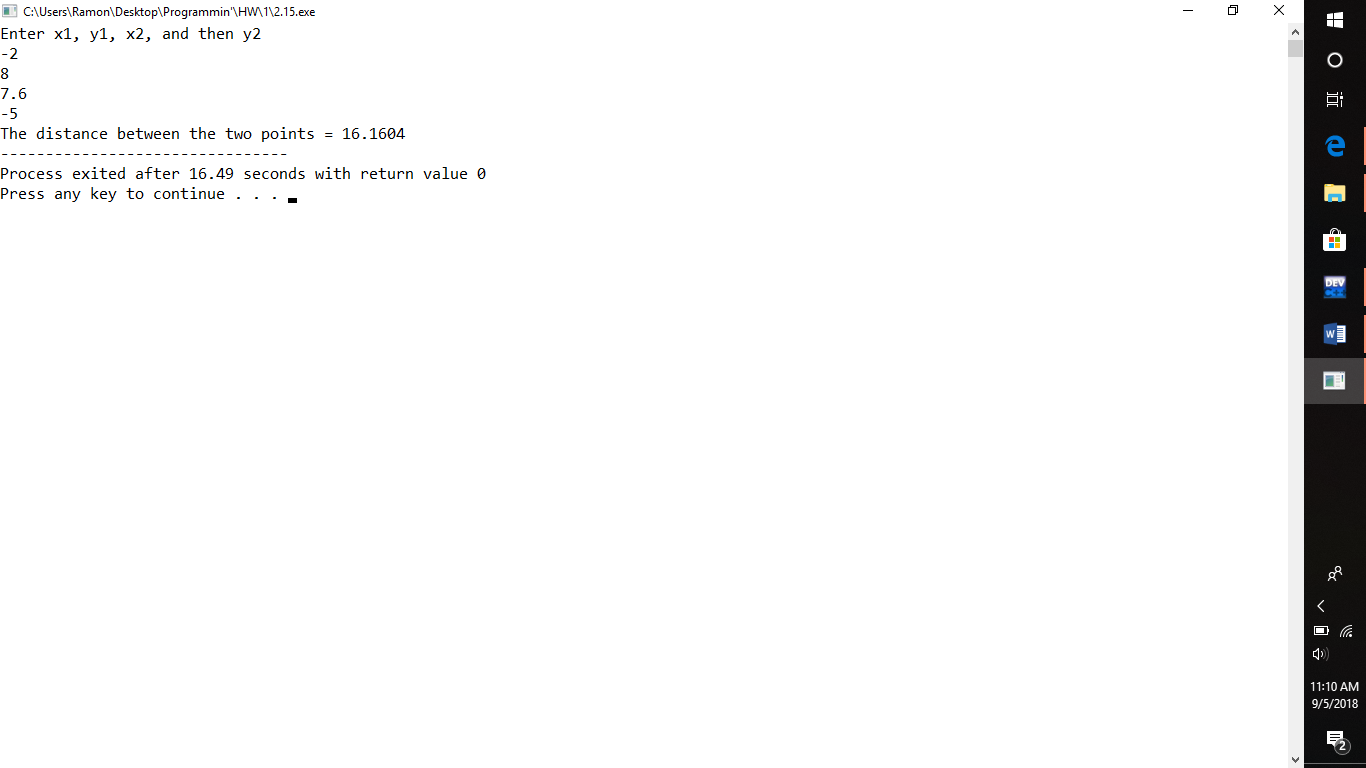 C:\Users\Ramon\Desktop\Programmin'\HW\1\2.15.exe
Enter x1, y1, x2, and then y2
-2
8
7.6
-5
The distance between the two points = 16.1604
--------------------------------
Process exited after 16.49 seconds with return value 0
Press any key to continue . . .
DEV
W
11:10 AM
9/5/2018
2